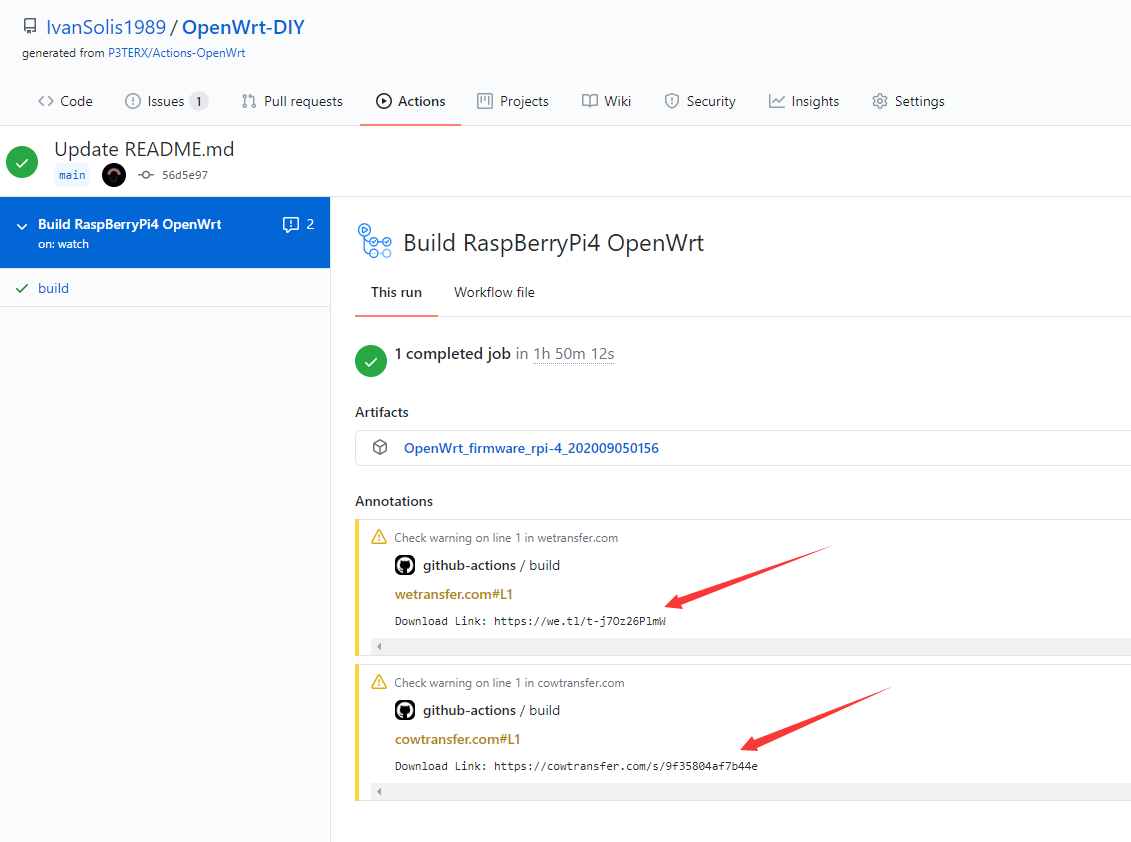 IvanSolis1989 / OpenWrt-DIY
generated from P3TERX/Actions-OpenWrt
Code Issues 1 Pull requests Actions Projects Wiki Security Insights Settings
Update README.md
main 56d5e97
Build RaspBerryPi4 OpenWrt 2
on: watch
build
Build RaspBerryPi4 OpenWrt
This run Workflow file
1 completed job in 1h 50m 12s
Artifacts
OpenWrt_firmware_rpi-4_202009050156
Annotations
Check warning on line 1 in wetransfer.com
github-actions / build
wetransfer.com#L1
Download Link: https://we.tl/t-j7Oz26PlmW
Check warning on line 1 in cowtransfer.com
github-actions / build
cowtransfer.com#L1
Download Link: https://cowtransfer.com/s/9f35804af7b44e